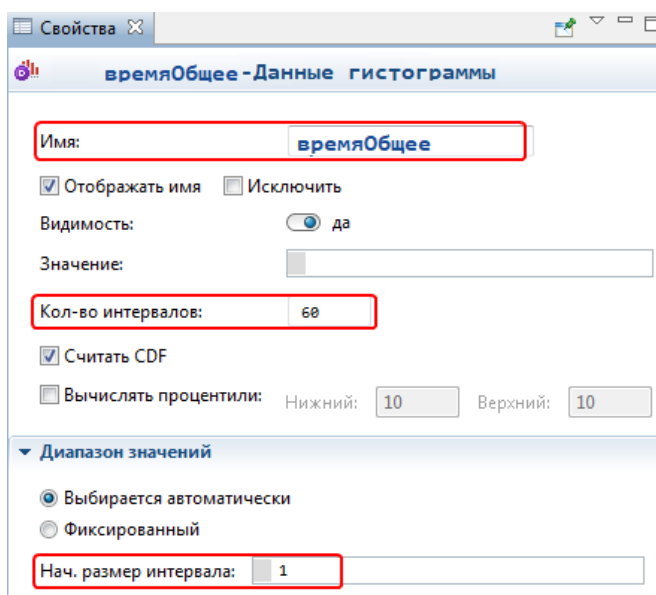 Свойства
времяОбщее-Данные гистограммы
Имя: времяОбщее
Отображать имя Исключить
Видимость: да
Значение:
Кол-во интервалов: 60
Считать CDF
Вычислять процентили: Нижний: 10 Верхний: 10
Диапазон значений
Выбирается автоматически
Фиксированный
Нач. размер интервала: 1